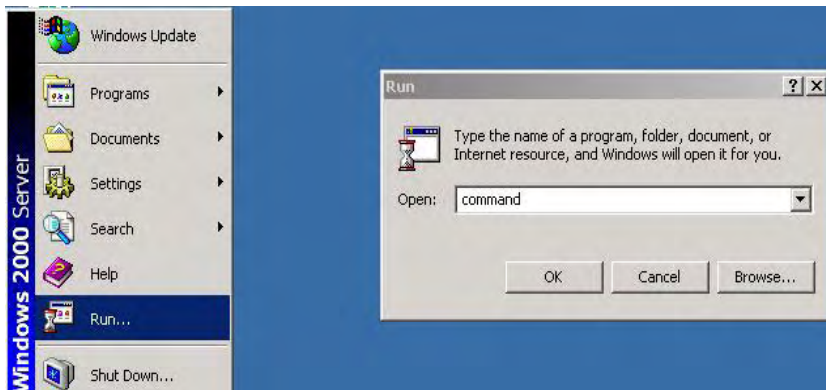 Windows Update
Programs
Documents
Settings
Search
Help
Run...
Shut Down...
Windows 2000 Server
Run
Type the name of a program, folder, document, or
Internet resource, and Windows will open it for you.
Open: command
OK Cancel Browse...